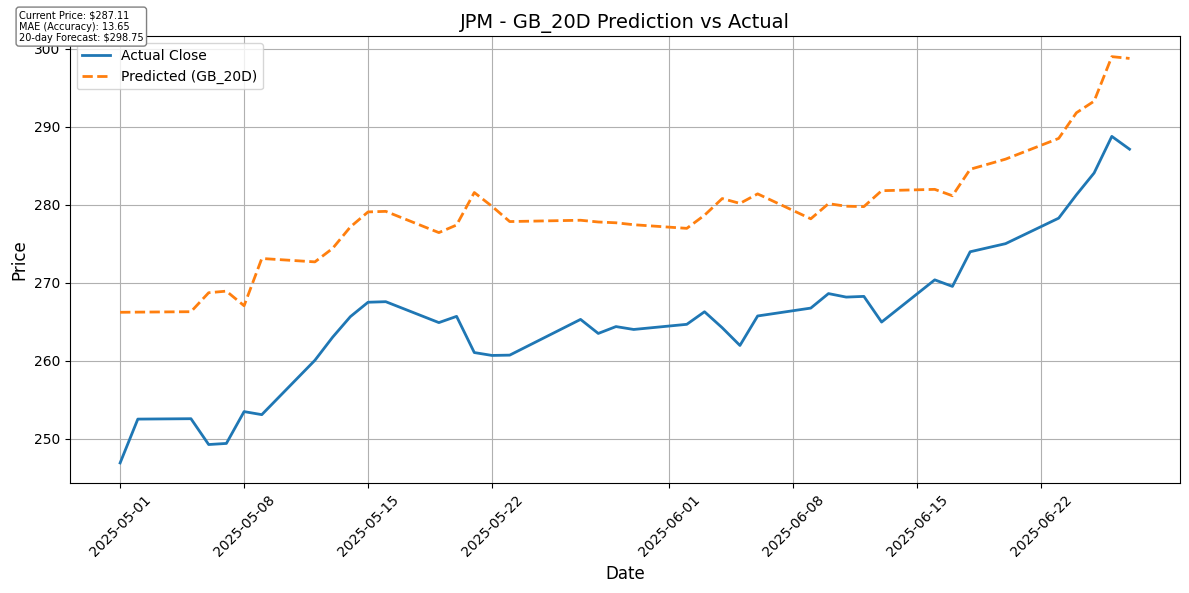 JPM - GB_20D Prediction vs Actual
Current Price: $287.11
MAE (Accuracy): 13.65
20-day Forecast: $298.75
Actual Close
Predicted (GB_20D)
Price
300
290
280
270
260
250
2025-05-01
2025-05-08
2025-05-15
2025-05-22
2025-06-01
2025-06-08
2025-06-15
2025-06-22
Date